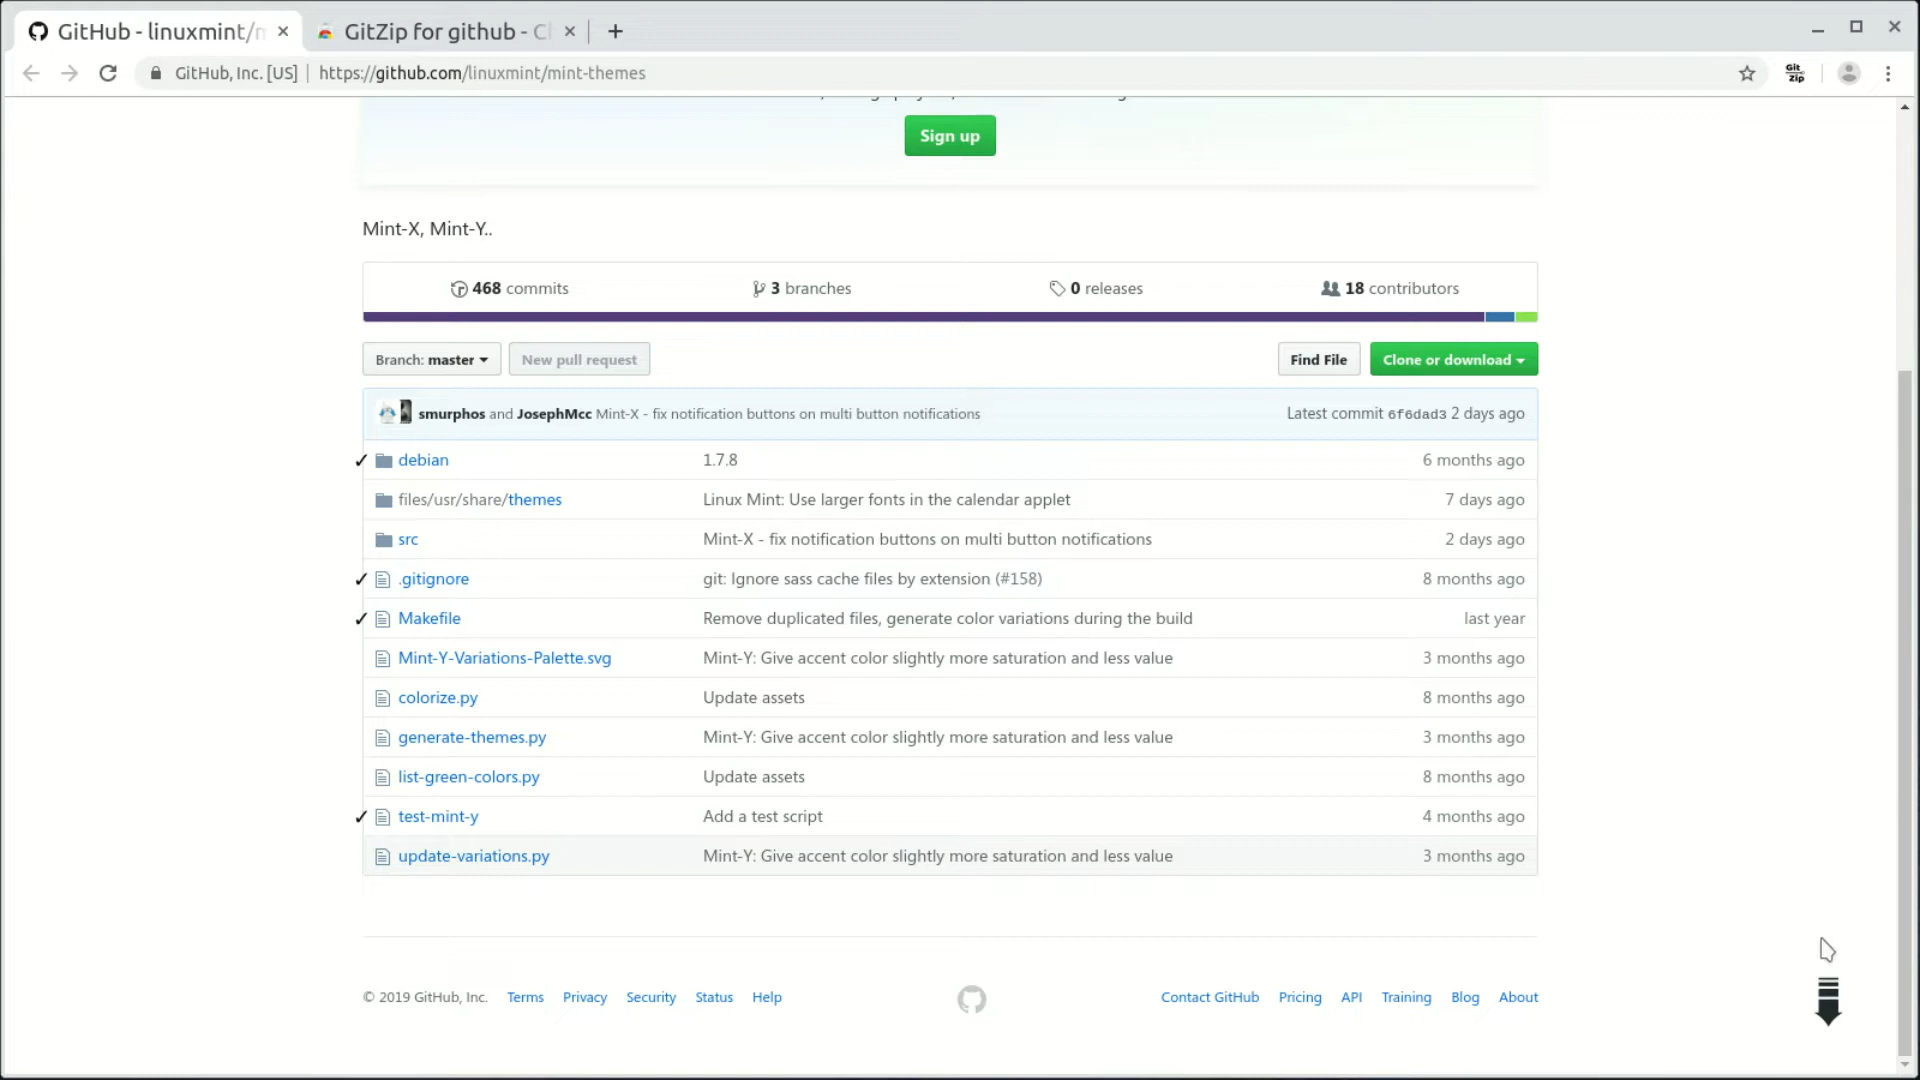 GitHub - linuxmint/m
GitZip for github - Ch
GitHub, Inc. [US] | https://github.com/linuxmint/mint-themes
Git Zip
Sign up
Mint-X, Mint-Y..
468 commits
3 branches
0 releases
18 contributors
Branch: master
New pull request
Find File
Clone or download
smurphos and JosephMcc Mint-X - fix notification buttons on multi button notifications
Latest commit 6f6dad3 2 days ago
debian 1.7.8 6 months ago
files/usr/share/themes Linux Mint: Use larger fonts in the calendar applet 7 days ago
src Mint-X - fix notification buttons on multi button notifications 2 days ago
.gitignore git: Ignore sass cache files by extension (#158) 8 months ago
Makefile Remove duplicated files, generate color variations during the build last year
Mint-Y-Variations-Palette.svg Mint-Y: Give accent color slightly more saturation and less value 3 months ago
colorize.py Update assets 8 months ago
generate-themes.py Mint-Y: Give accent color slightly more saturation and less value 3 months ago
list-green-colors.py Update assets 8 months ago
test-mint-y Add a test script 4 months ago
update-variations.py Mint-Y: Give accent color slightly more saturation and less value 3 months ago
© 2019 GitHub, Inc. Terms Privacy Security Status Help
Contact GitHub Pricing API Training Blog About